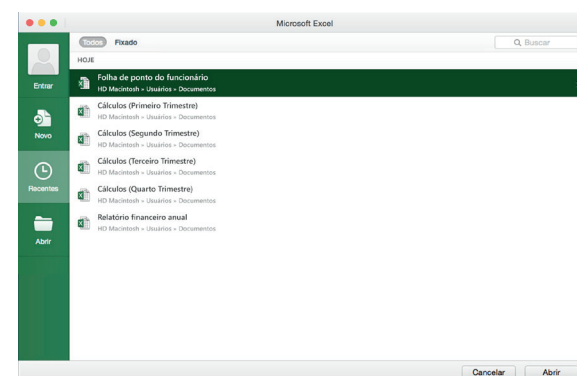 Microsoft Excel
Todos Fixado
Buscar
HOJE
Entrar
Novo
Recentes
Abrir
Folha de ponto do funcionário
HD Macintosh » Usuários » Documentos
Cálculos (Primeiro Trimestre)
HD Macintosh » Usuários » Documentos
Cálculos (Segundo Trimestre)
HD Macintosh » Usuários » Documentos
Cálculos (Terceiro Trimestre)
HD Macintosh » Usuários » Documentos
Cálculos (Quarto Trimestre)
HD Macintosh » Usuários » Documentos
Relatório financeiro anual
HD Macintosh » Usuários » Documentos
Cancelar Abrir